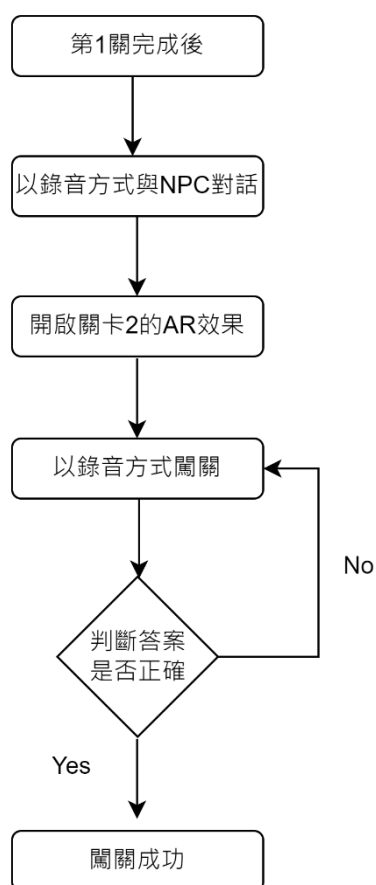 第1關完成後
以錄音方式與NPC對話
開啟關卡2的AR效果
以錄音方式闖關
No
判斷答案
是否正確
Yes
闖關成功